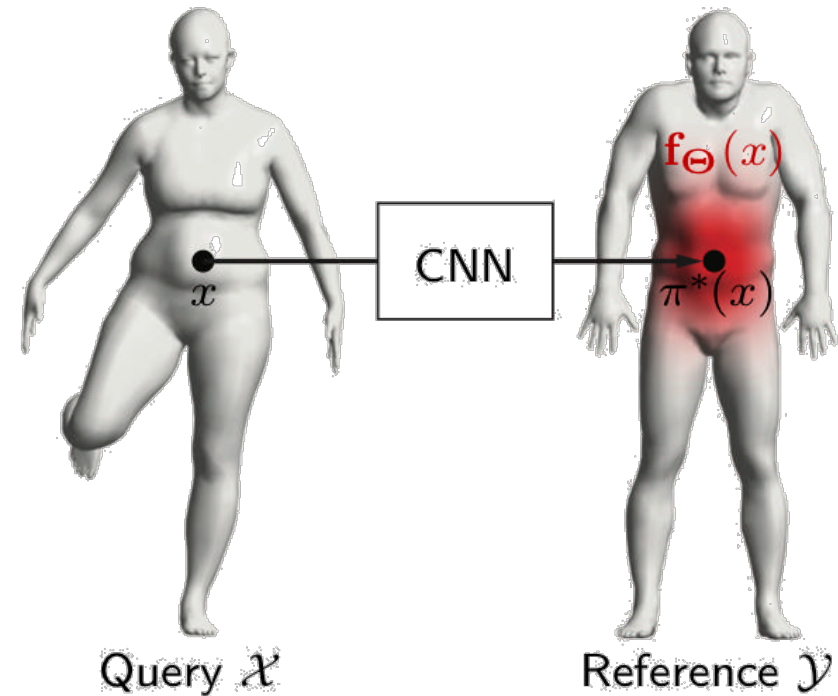 f_Θ(x)
CNN
x
π*(x)
Query 𝒳
Reference 𝒴